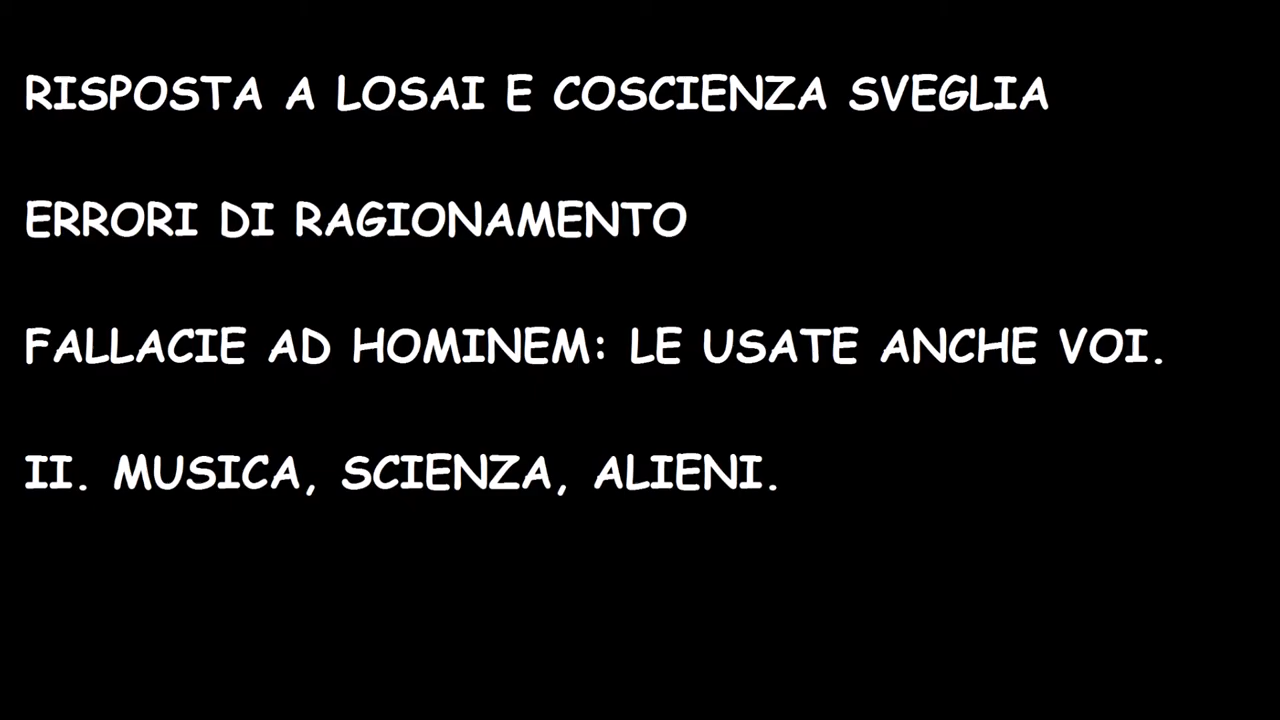 RISPOSTA A LOSAI E COSCIENZA SVEGLIA
ERRORI DI RAGIONAMENTO
FALLACIE AD HOMINEM: LE USATE ANCHE VOI.
II. MUSICA, SCIENZA, ALIENI.